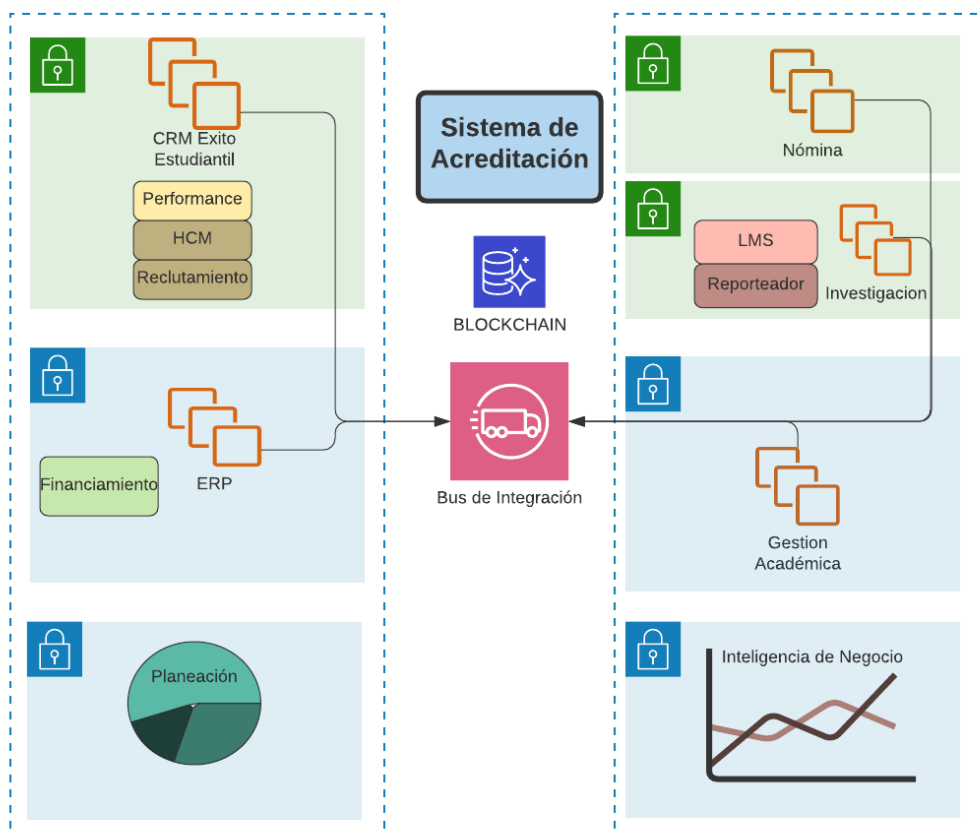 CRM Exito
Estudiantil
Performance
HCM
Reclutamiento
Financiamiento
ERP
Planeación
Sistema de
Acreditación
BLOCKCHAIN
Bus de Integración
Nómina
LMS
Reporteador
Investigacion
Gestion
Académica
Inteligencia de Negocio